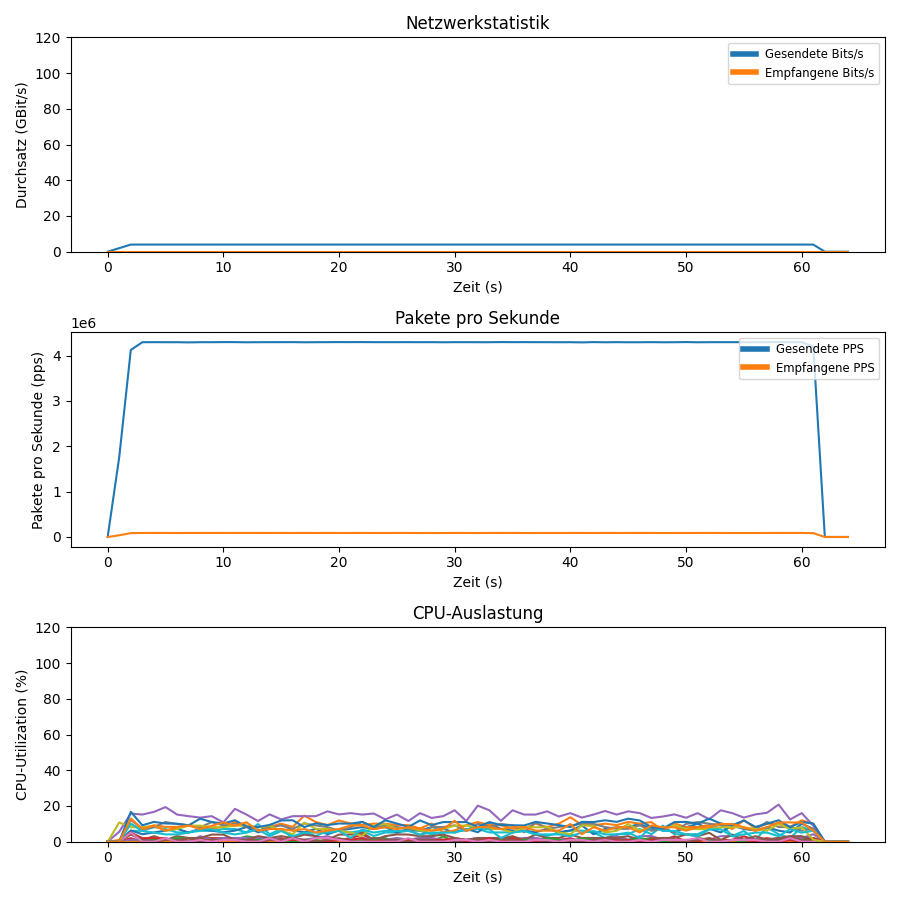 Netzwerkstatistik
120
100
80
60
40
20
0
Durchsatz (GBit/s)
Gesendete Bits/s
Empfangene Bits/s
0 10 20 30 40 50 60
Zeit (s)
Pakete pro Sekunde
1e6
4
3
2
1
0
Pakete pro Sekunde (pps)
Gesendete PPS
Empfangene PPS
0 10 20 30 40 50 60
Zeit (s)
CPU-Auslastung
120
100
80
60
40
20
0
CPU-Utilization (%)
0 10 20 30 40 50 60
Zeit (s)